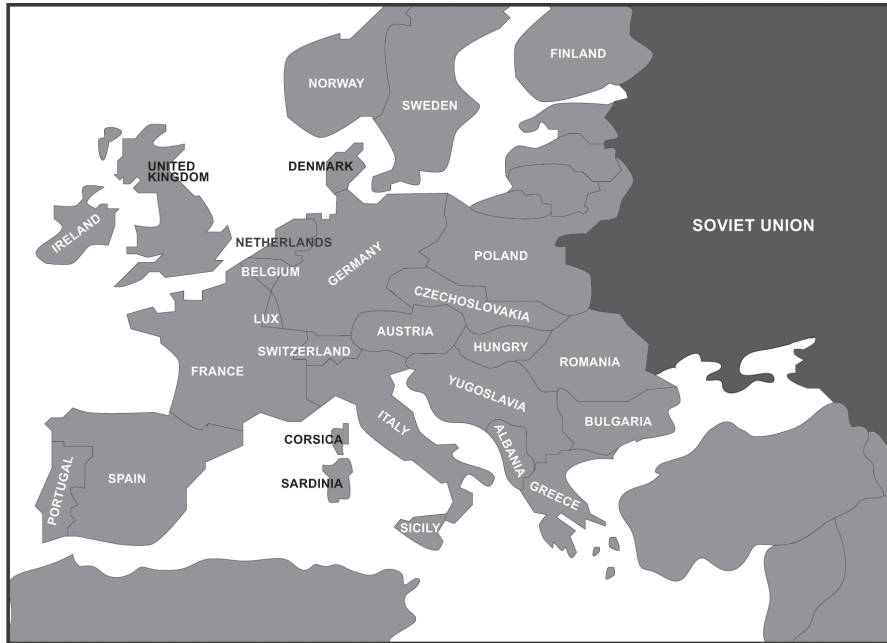 FINLAND
NORWAY
SWEDEN
UNITED
KINGDOM
DENMARK
IRELAND
SOVIET UNION
NETHERLANDS
POLAND
GERMANY
BELGIUM
CZECHOSLOVAKIA
LUX
AUSTRIA
SWITZERLAND
HUNGRY
ROMANIA
FRANCE
YUGOSLAVIA
ITALY
BULGARIA
CORSICA
ALBANIA
SPAIN
SARDINIA
PORTUGAL
GREECE
SICILY